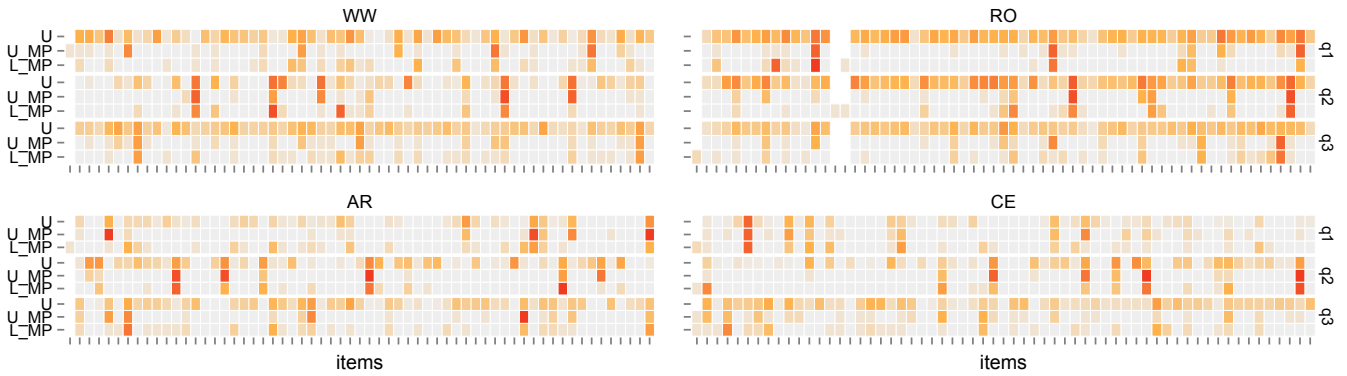 WW
RO
U
U_MP
L_MP
U
U_MP
L_MP
U
U_MP
L_MP
q1
q2
q3
AR
CE
U
U_MP
L_MP
U
U_MP
L_MP
U
U_MP
L_MP
q1
q2
q3
items
items